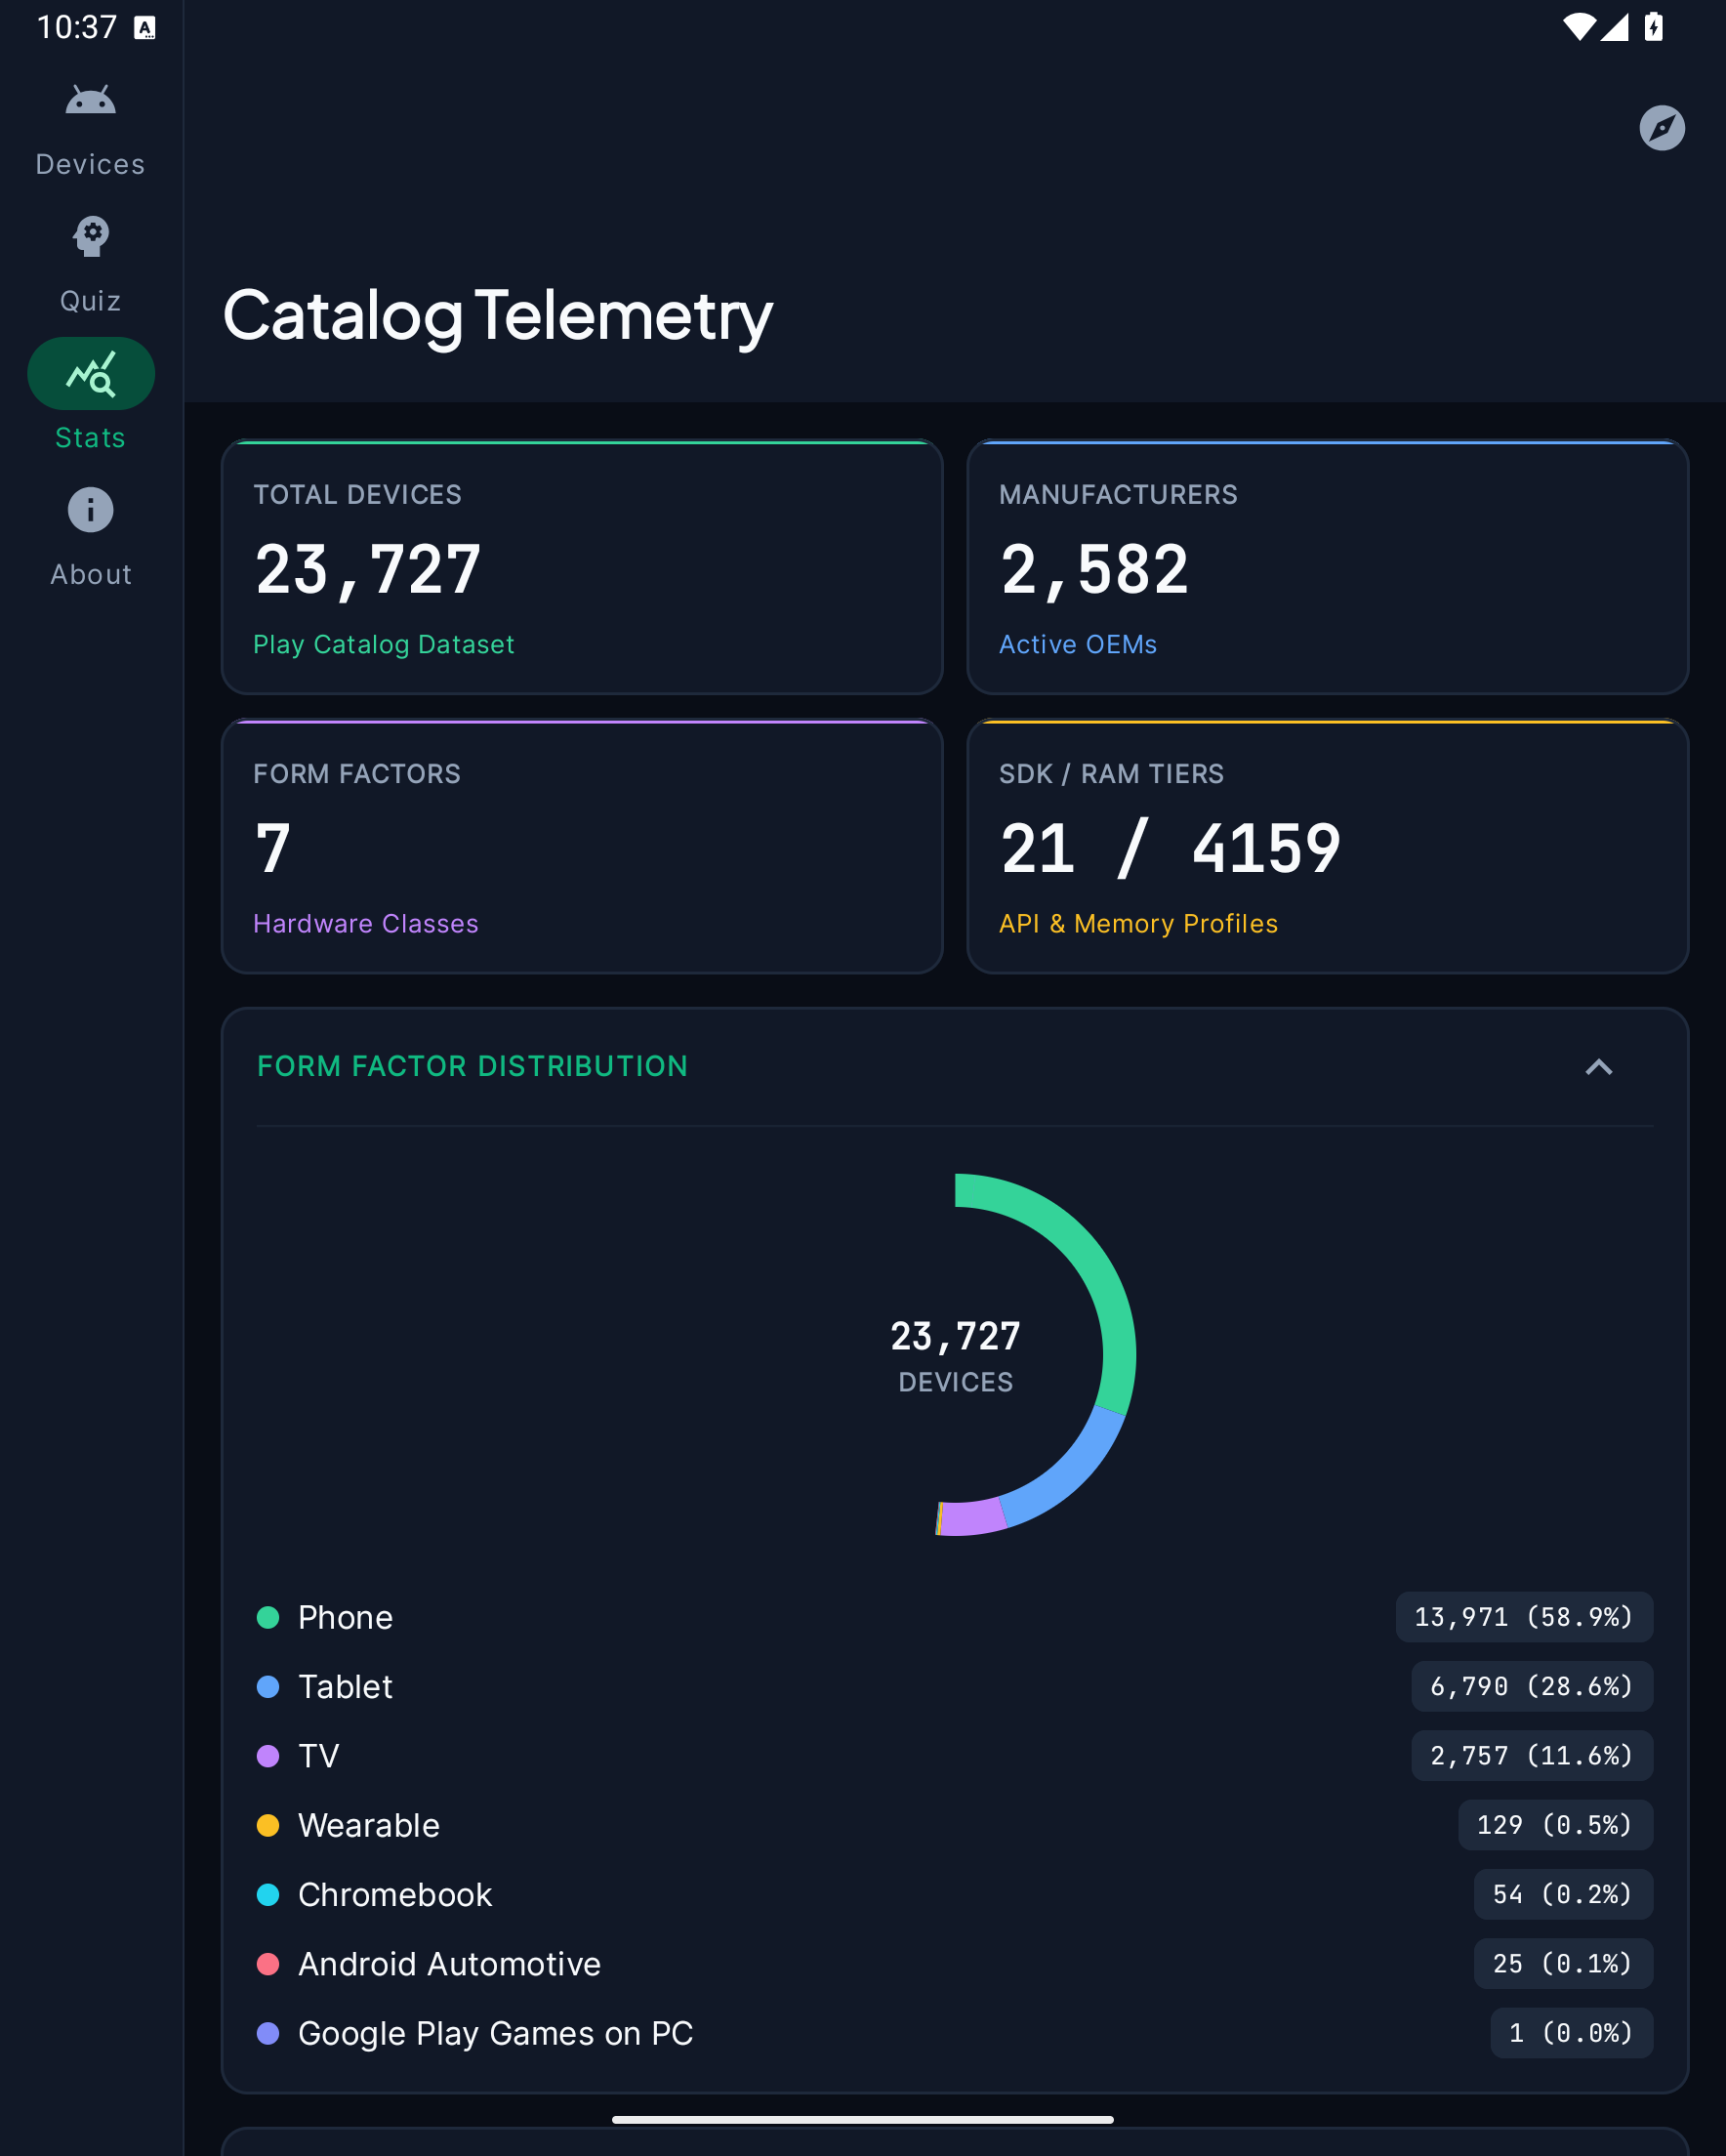 10:37
Devices
Quiz
Stats
About
Catalog Telemetry
TOTAL DEVICES
23,727
Play Catalog Dataset
MANUFACTURERS
2,582
Active OEMs
FORM FACTORS
7
Hardware Classes
SDK / RAM TIERS
21 / 4159
API & Memory Profiles
FORM FACTOR DISTRIBUTION
23,727
DEVICES
Phone 13,971 (58.9%)
Tablet 6,790 (28.6%)
TV 2,757 (11.6%)
Wearable 129 (0.5%)
Chromebook 54 (0.2%)
Android Automotive 25 (0.1%)
Google Play Games on PC 1 (0.0%)